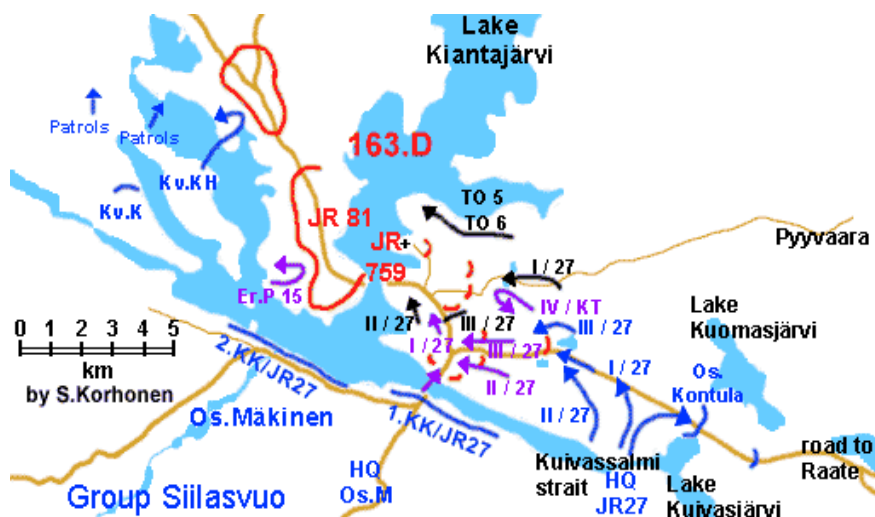 Lake
Kiantajärvi
Patrols
Patrols
163.D
Kv.KH
Kv.K
TO 5
TO 6
JR 81
JR+
759
Pyyvaara
Er.P 15
I / 27
IV / KT
Lake
Kuomasjärvi
II / 27
III / 27
III / 27
I / 27
III / 27
0 1 2 3 4 5
km
by S.Korhonen
2.KK/JR27
II / 27
I / 27
Os.
Kontula
Os.Mäkinen
1.KK/JR27
II / 27
road to
Raate
Kuivassalmi
strait
HQ
Os.M
HQ
JR27
Lake
Kuivasjärvi
Group Siilasvuo